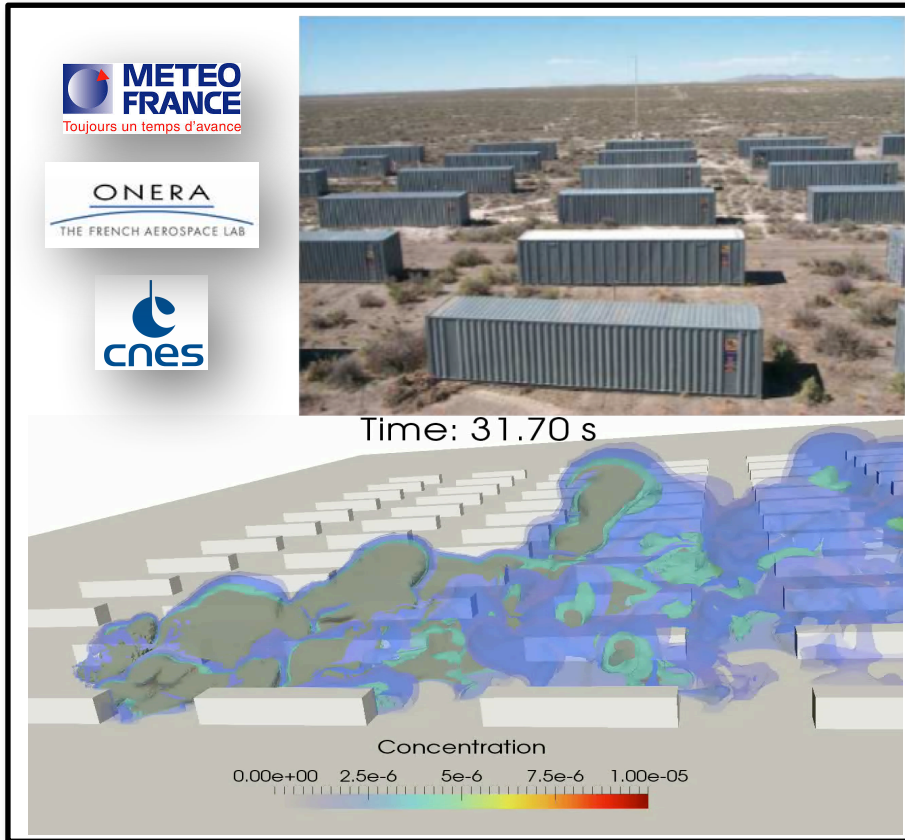 METEO
FRANCE
Toujours un temps d'avance
ONERA
THE FRENCH AEROSPACE LAB
cnes
Time: 31.70 s
Concentration
0.00e+00 2.5e-6 5e-6 7.5e-6 1.00e-05